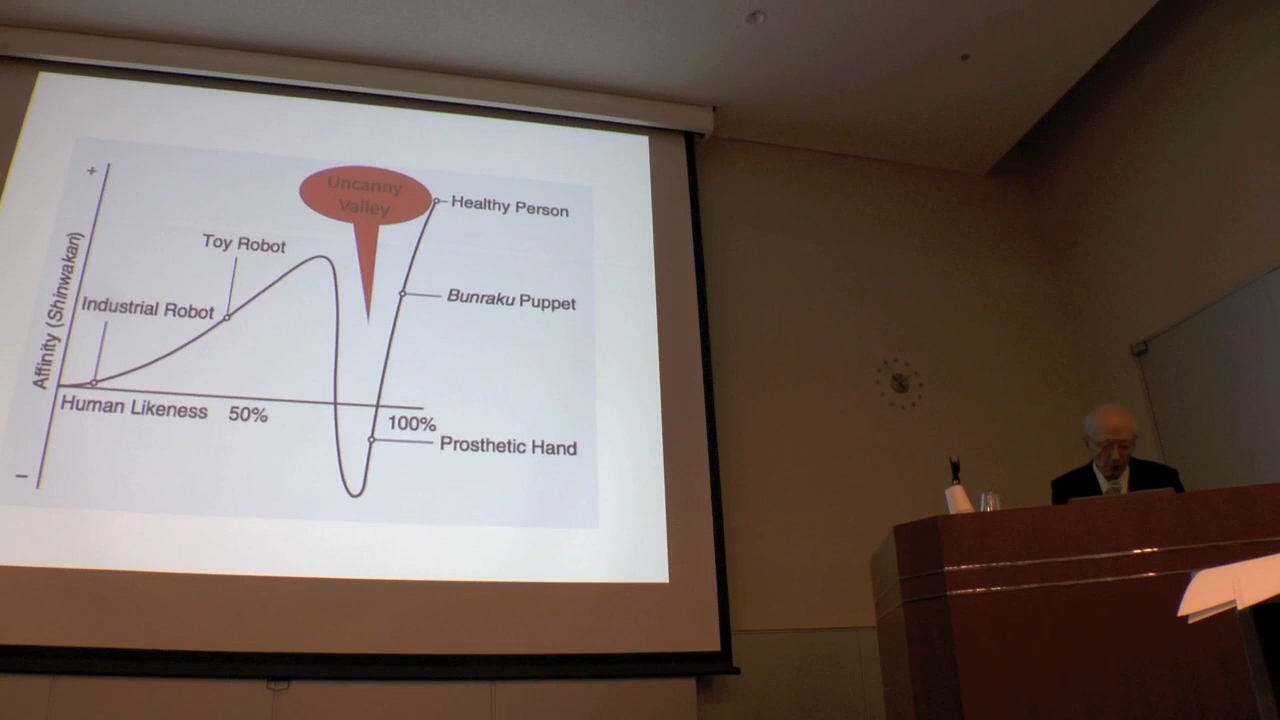 +
Uncanny
Valley
Healthy Person
Toy Robot
Bunraku Puppet
Industrial Robot
Affinity (Shinwakan)
Human Likeness 50%
100%
Prosthetic Hand
−